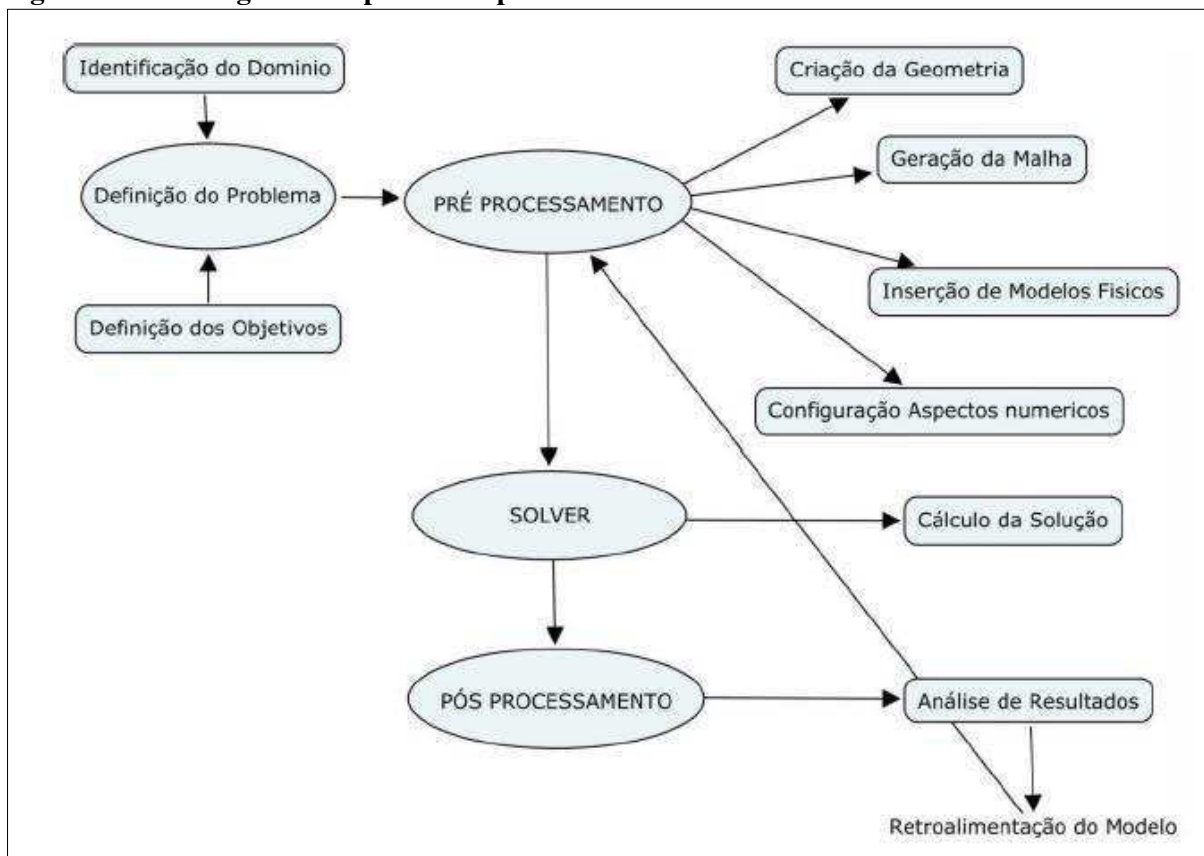 Identificação do Dominio
Definição do Problema
Definição dos Objetivos
PRÉ PROCESSAMENTO
Criação da Geometria
Geração da Malha
Inserção de Modelos Fisicos
Configuração Aspectos numericos
SOLVER
Cálculo da Solução
PÓS PROCESSAMENTO
Análise de Resultados
Retroalimentação do Modelo